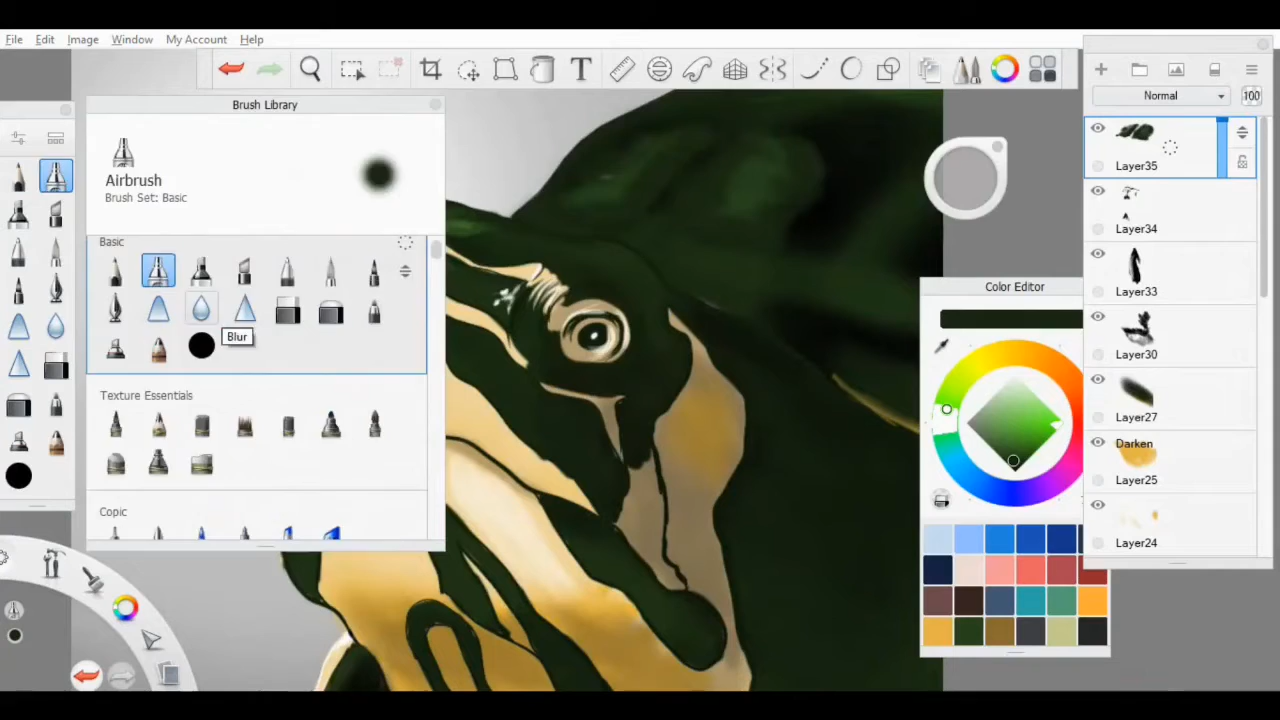 File Edit Image Window My Account Help
Brush Library
Airbrush
Brush Set: Basic
Basic
Blur
Texture Essentials
Copic
Color Editor
Normal 100
Layer35
Layer34
Layer33
Layer30
Layer27
Darken
Layer25
Layer24